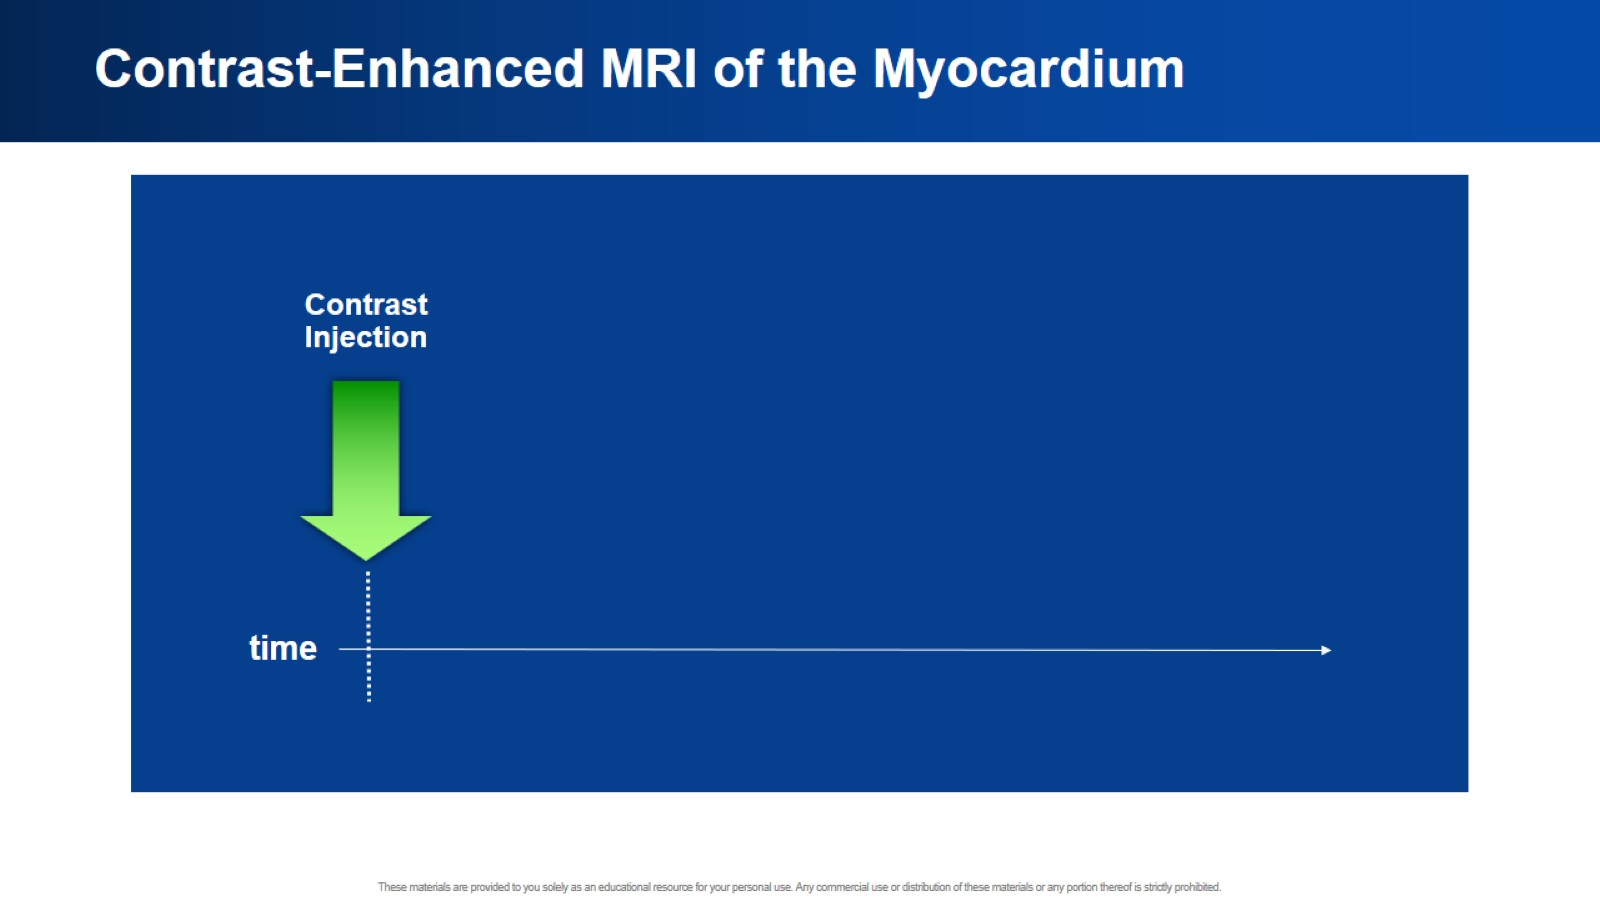 Contrast-Enhanced MRI of the Myocardium
Contrast
Injection
time
These materials are provided to you solely as an educational resource for your personal use. Any commercial use or distribution of these materials or any portion thereof is strictly prohibited.